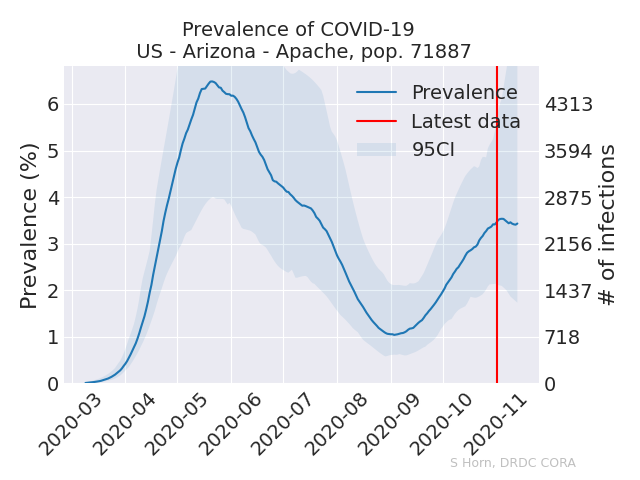 Prevalence of COVID-19
US - Arizona - Apache, pop. 71887
Prevalence
Latest data
95CI
Prevalence (%)
6
5
4
3
2
1
0
4313
3594
2875
2156
1437
718
0
# of infections
2020-03
2020-04
2020-05
2020-06
2020-07
2020-08
2020-09
2020-10
2020-11
S Horn, DRDC CORA